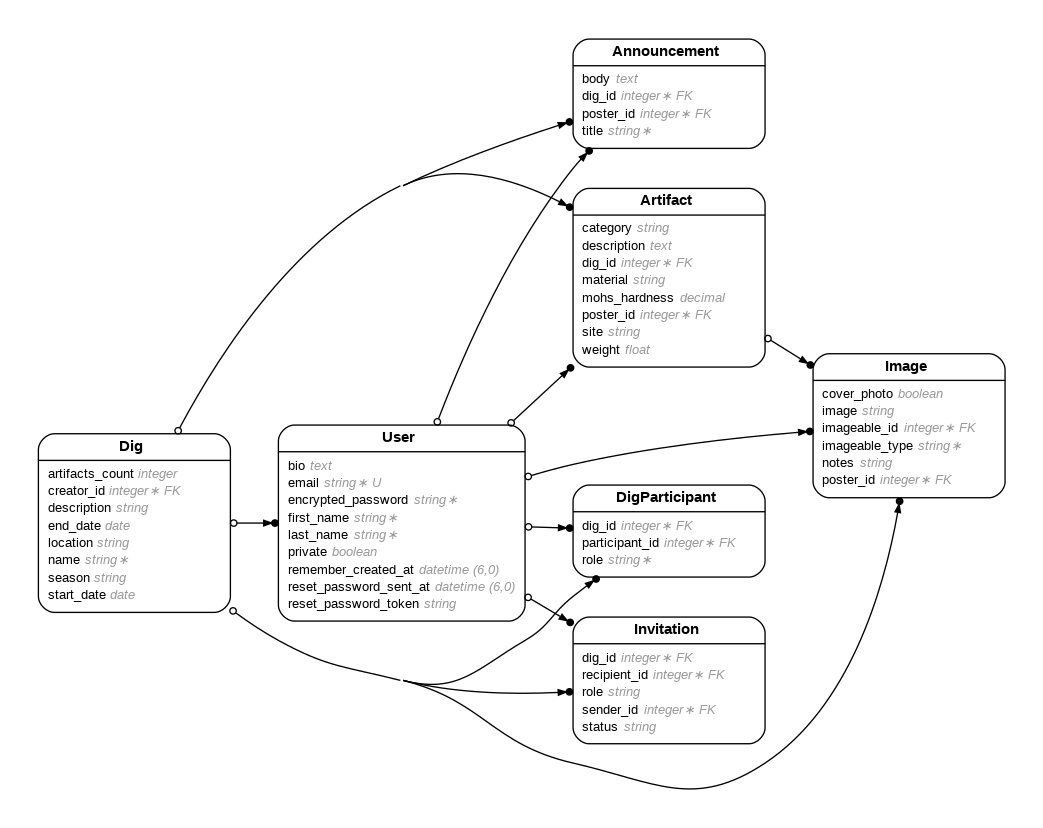 Announcement
body text
dig_id integer∗ FK
poster_id integer∗ FK
title string∗
Artifact
category string
description text
dig_id integer∗ FK
material string
mohs_hardness decimal
poster_id integer∗ FK
site string
weight float
Image
cover_photo boolean
image string
imageable_id integer∗ FK
imageable_type string∗
notes string
poster_id integer∗ FK
Dig
artifacts_count integer
creator_id integer∗ FK
description string
end_date date
location string
name string∗
season string
start_date date
User
bio text
email string∗ U
encrypted_password string∗
first_name string∗
last_name string∗
private boolean
remember_created_at datetime (6,0)
reset_password_sent_at datetime (6,0)
reset_password_token string
DigParticipant
dig_id integer∗ FK
participant_id integer∗ FK
role string∗
Invitation
dig_id integer∗ FK
recipient_id integer∗ FK
role string
sender_id integer∗ FK
status string